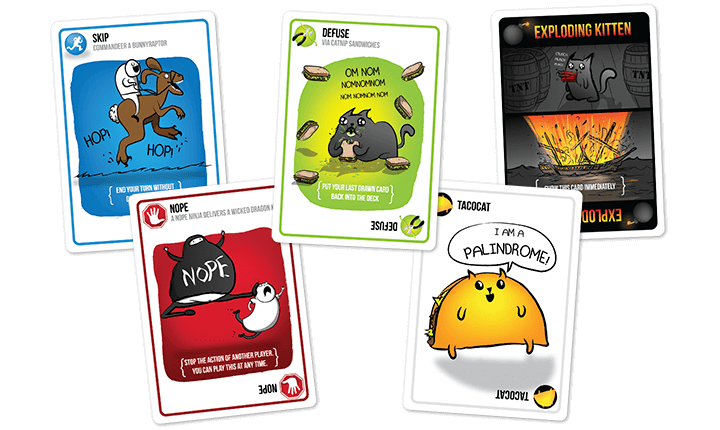 SKIP
COMMANDEER A BUNNYRAPTOR
HOP!
HOP!
END YOUR TURN WITHOUT
DEFUSE
VIA CATNIP SANDWICHES
OM NOM
NOMNOMNOM
NOM NOMNOM NOM
PUT YOUR LAST DRAWN CARD
BACK INTO THE DECK
DEFUSE
EXPLODING KITTEN
TNT
TNT
SHOW THIS CARD IMMEDIATELY
EXPLOD
NOPE
A NOPE NINJA DELIVERS A WICKED DRAGON K
NOPE
STOP THE ACTION OF ANOTHER PLAYER.
YOU CAN PLAY THIS AT ANY TIME.
NOPE
TACOCAT
I AM A
PALINDROME!
TACOCAT